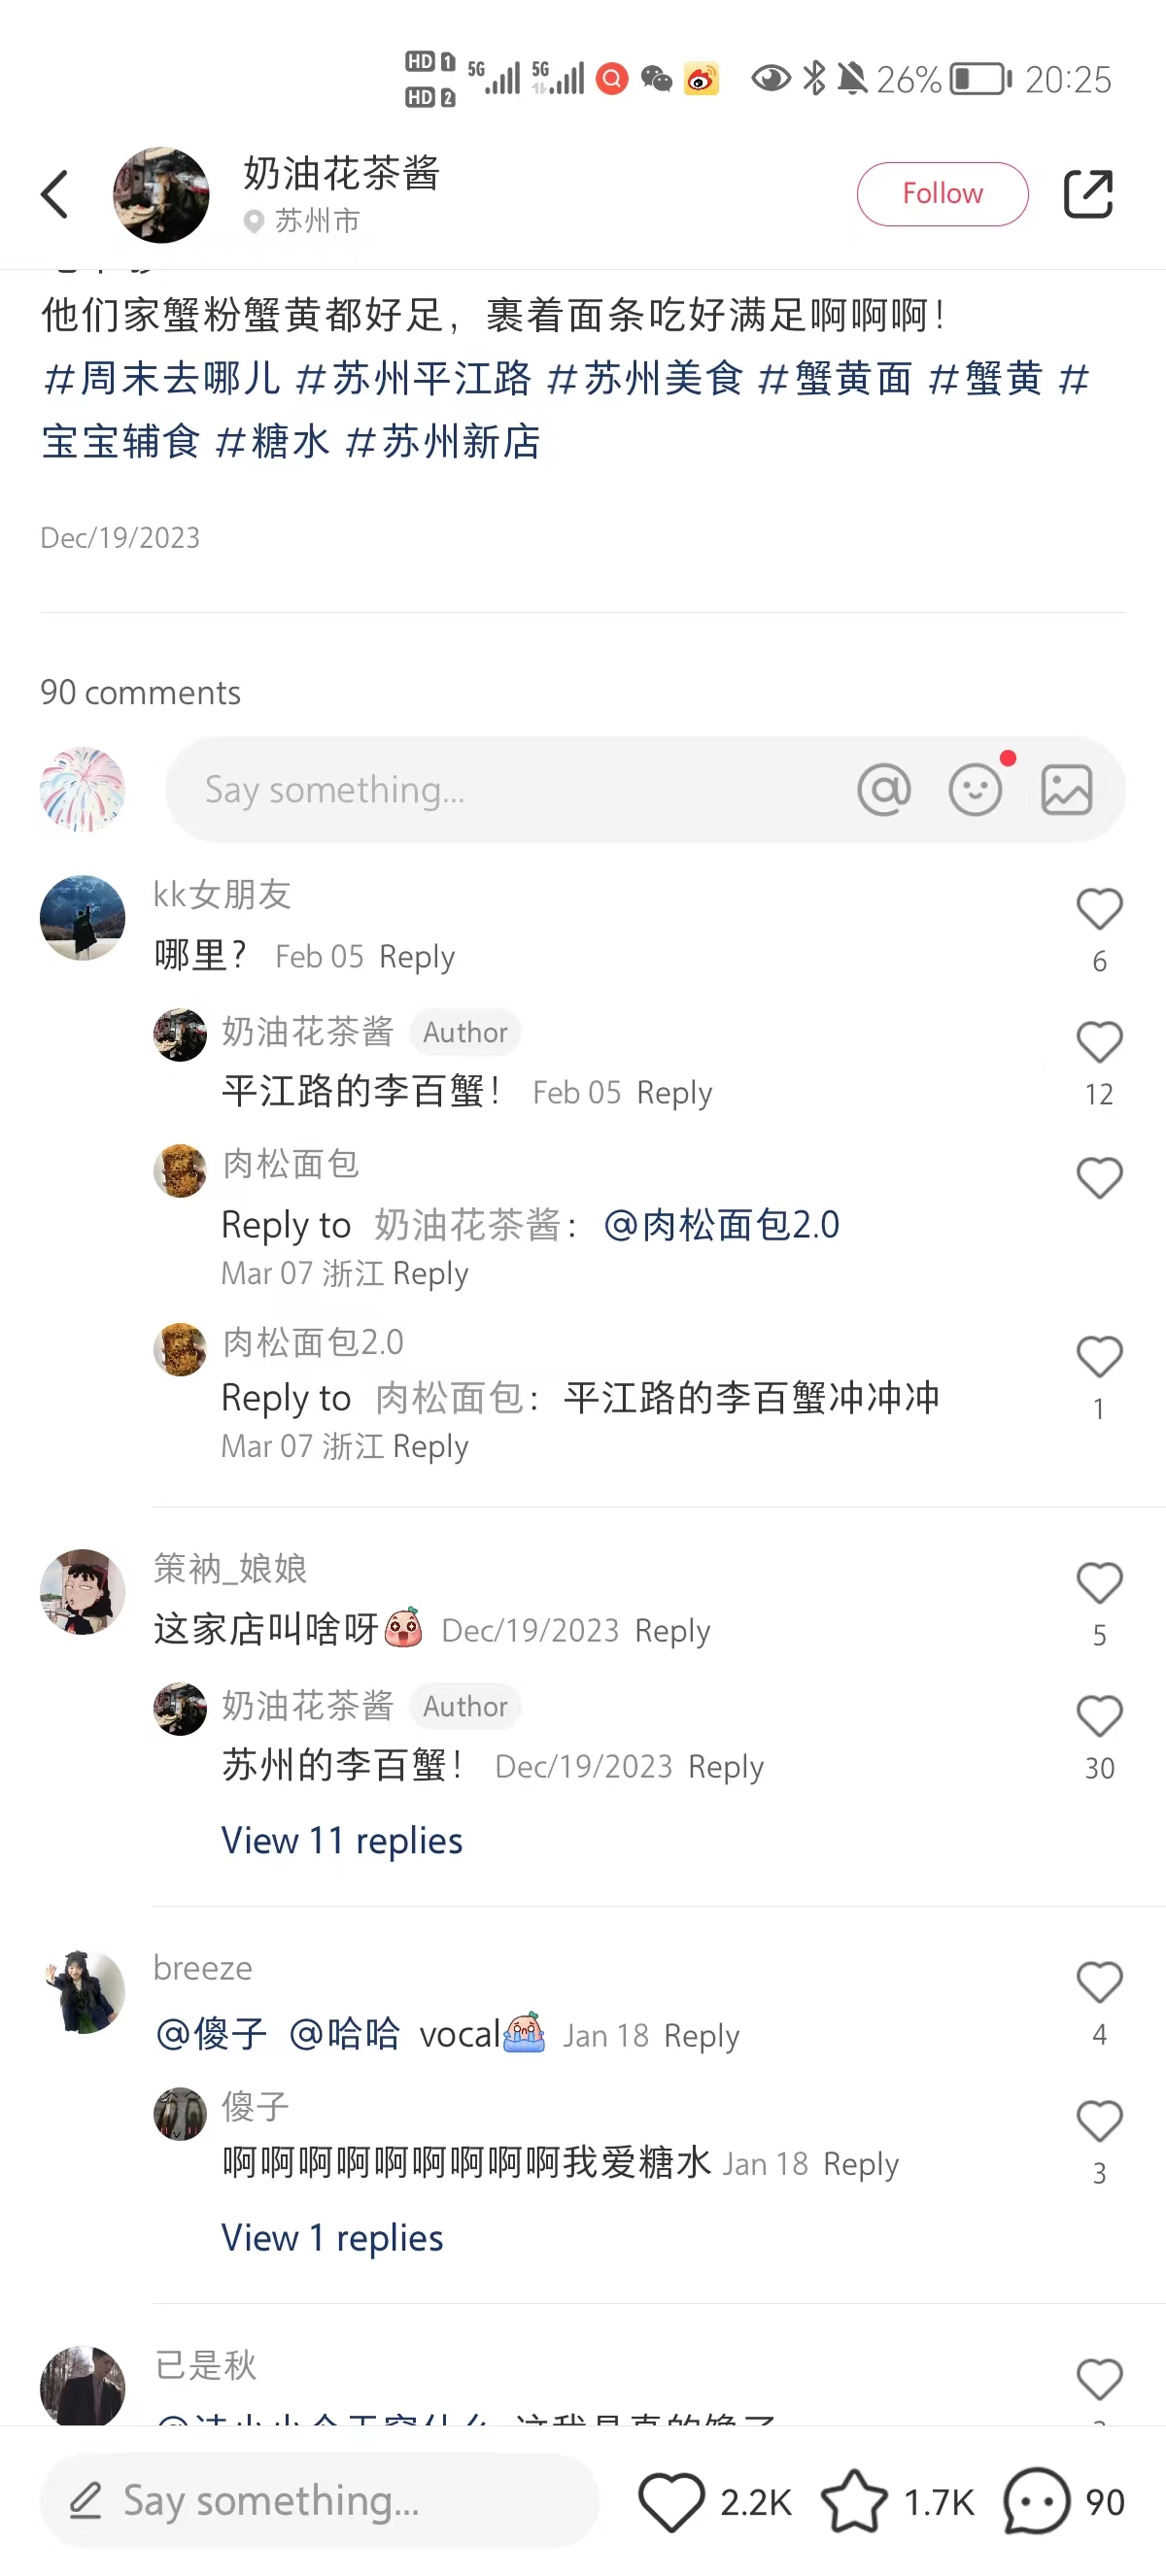 HD 1 5G 5G 26% 20:25
HD 2
奶油花茶酱
苏州市
Follow
他们家蟹粉蟹黄都好足，裹着面条吃好满足啊啊啊！
#周末去哪儿 #苏州平江路 #苏州美食 #蟹黄面 #蟹黄 #
宝宝辅食 #糖水 #苏州新店
Dec/19/2023
90 comments
Say something...
kk女朋友
哪里？ Feb 05 Reply
6
奶油花茶酱 Author
平江路的李百蟹！ Feb 05 Reply
12
肉松面包
Reply to 奶油花茶酱： @肉松面包2.0
Mar 07 浙江 Reply
肉松面包2.0
Reply to 肉松面包： 平江路的李百蟹冲冲冲
1
Mar 07 浙江 Reply
策衲_娘娘
这家店叫啥呀 Dec/19/2023 Reply
5
奶油花茶酱 Author
苏州的李百蟹！ Dec/19/2023 Reply
30
View 11 replies
breeze
@傻子 @哈哈 vocal Jan 18 Reply
4
傻子
啊啊啊啊啊啊啊啊啊我爱糖水 Jan 18 Reply
3
View 1 replies
已是秋
Say something... 2.2K 1.7K 90